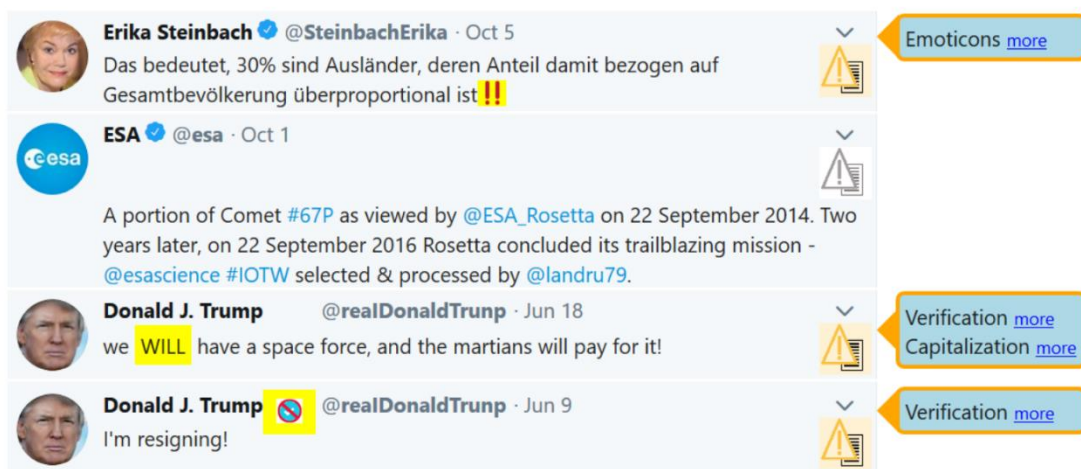 Erika Steinbach @SteinbachErika · Oct 5
Das bedeutet, 30% sind Ausländer, deren Anteil damit bezogen auf
Gesamtbevölkerung überproportional ist‼
Emoticons more
ESA @esa · Oct 1
eesa
A portion of Comet #67P as viewed by @ESA_Rosetta on 22 September 2014. Two
years later, on 22 September 2016 Rosetta concluded its trailblazing mission -
@esascience #IOTW selected & processed by @landru79.
Donald J. Trump @realDonaldTrunp · Jun 18
we WILL have a space force, and the martians will pay for it!
Verification more
Capitalization more
Donald J. Trump @realDonaldTrunp · Jun 9
I'm resigning!
Verification more